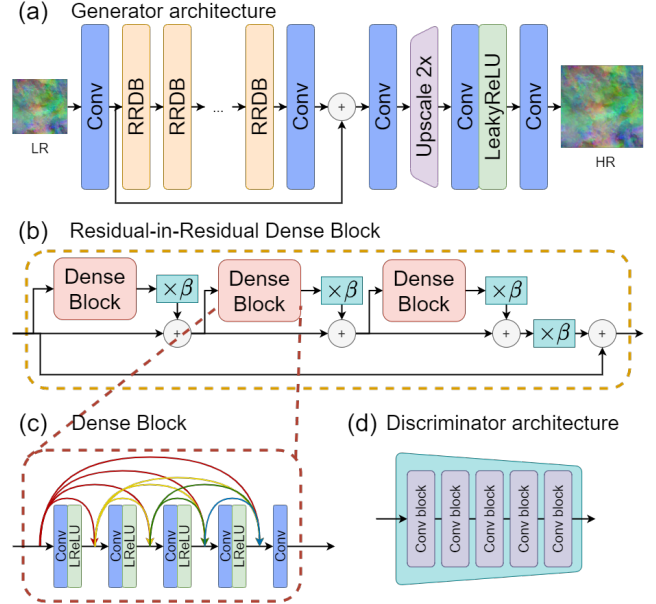 (a) Generator architecture
LR
Conv
RRDB
RRDB
...
RRDB
Conv
+
Conv
Upscale 2x
Conv
LeakyReLU
Conv
HR
(b) Residual-in-Residual Dense Block
Dense
Block
×β
+
Dense
Block
×β
+
Dense
Block
×β
+
×β
+
(c) Dense Block
Conv
LReLU
Conv
LReLU
Conv
LReLU
Conv
LReLU
Conv
(d) Discriminator architecture
Conv block
Conv block
Conv block
Conv block
Conv block